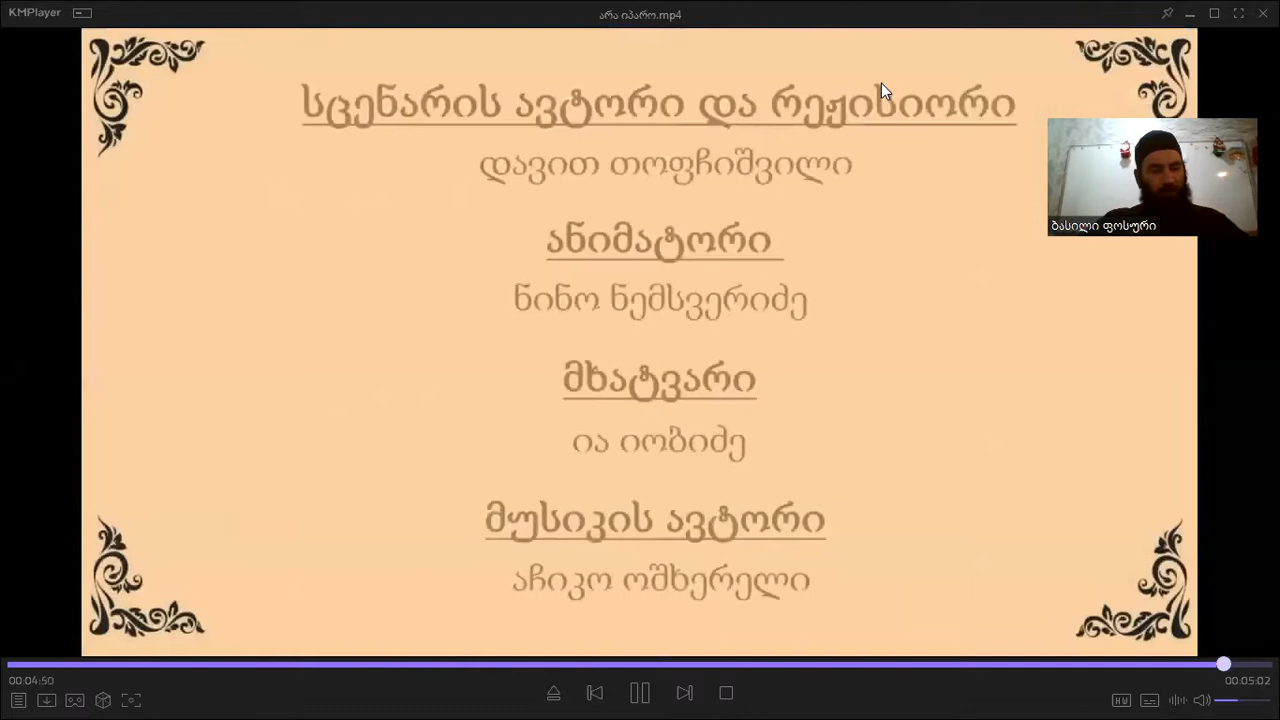 KMPlayer
არა იპარო.mp4
სცენარის ავტორი და რეჟისიორი
დავით თოფჩიშვილი
ბასილი ფოსური
ანიმატორი
ნინო ნემსვერიძე
მხატვარი
ია იობიძე
მუსიკის ავტორი
აჩიკო ოშხერელი
00:04:50
00:05:02